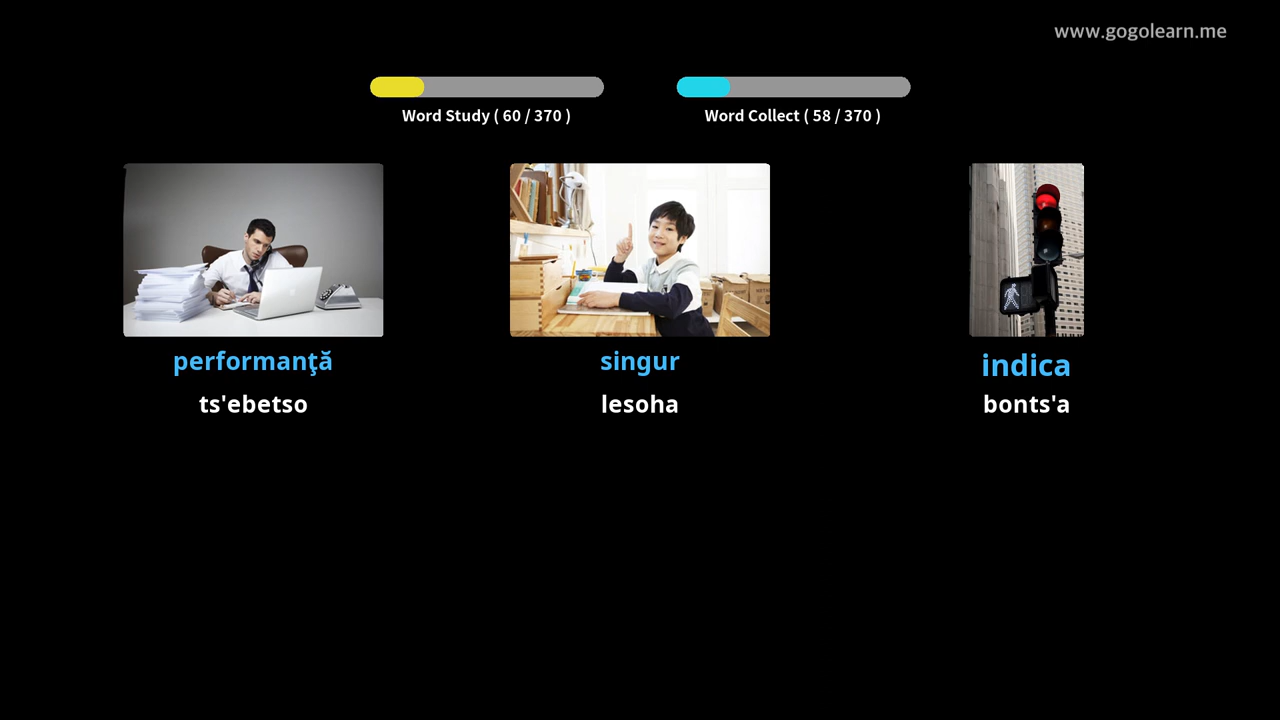 www.gogolearn.me
Word Study ( 60 / 370 )
Word Collect ( 58 / 370 )
performanţă
singur
indica
ts'ebetso
lesoha
bonts'a